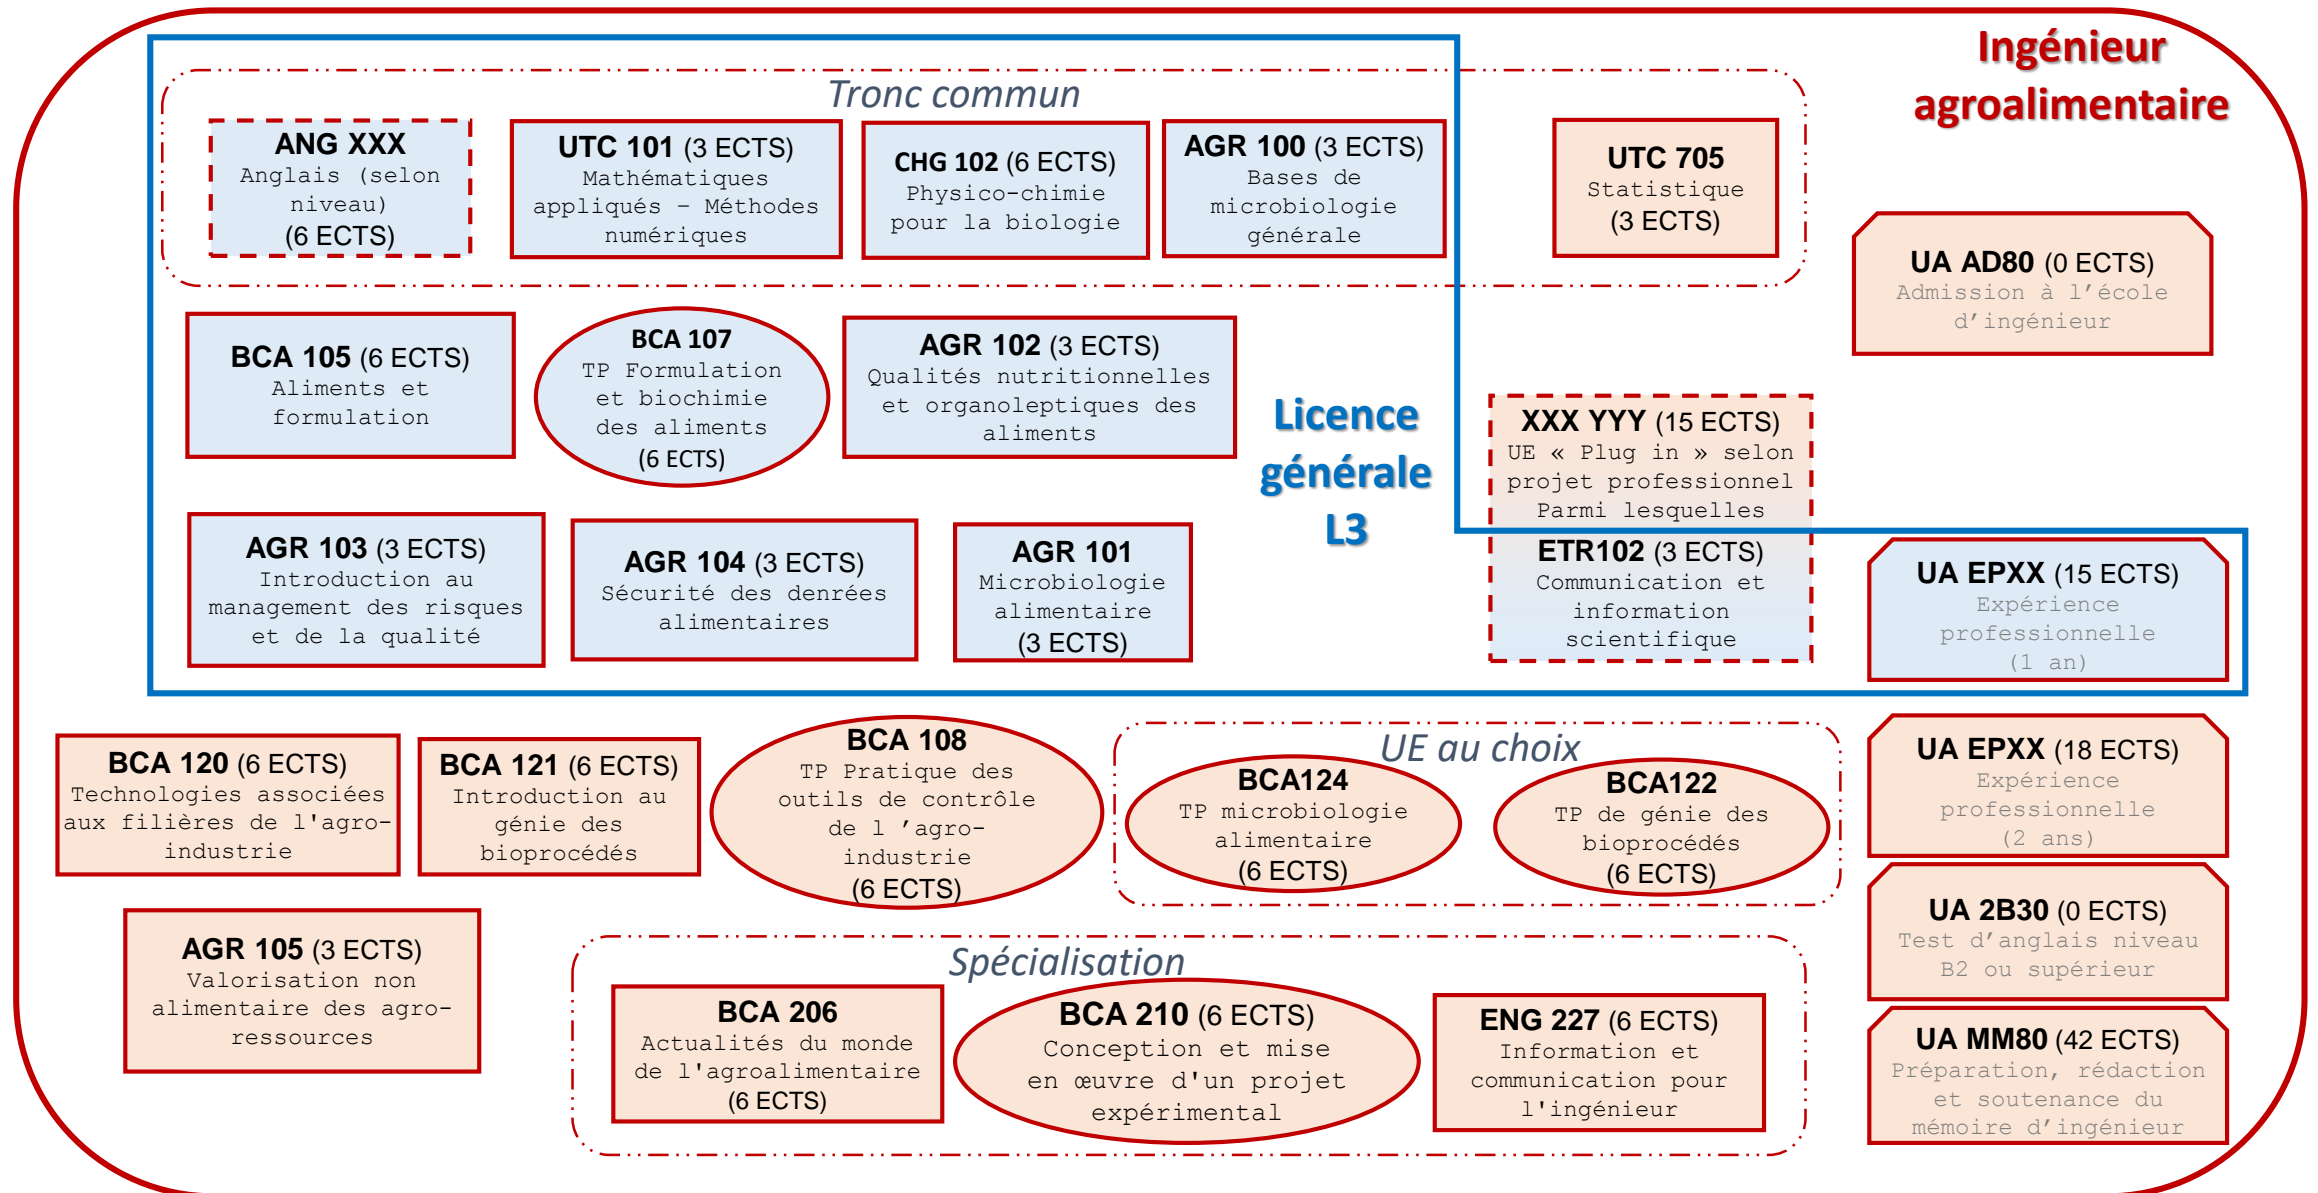 Ingénieur
agroalimentaire
Tronc commun
ANG XXX
Anglais (selon
niveau)
(6 ECTS)
UTC 101 (3 ECTS)
Mathématiques
appliqués – Méthodes
numériques
CHG 102 (6 ECTS)
Physico-chimie
pour la biologie
AGR 100 (3 ECTS)
Bases de
microbiologie
générale
UTC 705
Statistique
(3 ECTS)
UA AD80 (0 ECTS)
Admission à l’école
d’ingénieur
BCA 105 (6 ECTS)
Aliments et
formulation
BCA 107
TP Formulation
et biochimie
des aliments
(6 ECTS)
AGR 102 (3 ECTS)
Qualités nutritionnelles
et organoleptiques des
aliments
Licence
générale
L3
XXX YYY (15 ECTS)
UE « Plug in » selon
projet professionnel
Parmi lesquelles
ETR102 (3 ECTS)
Communication et
information
scientifique
AGR 103 (3 ECTS)
Introduction au
management des risques
et de la qualité
AGR 104 (3 ECTS)
Sécurité des denrées
alimentaires
AGR 101
Microbiologie
alimentaire
(3 ECTS)
UA EPXX (15 ECTS)
Expérience
professionnelle
(1 an)
BCA 120 (6 ECTS)
Technologies associées
aux filières de l'agro-
industrie
BCA 121 (6 ECTS)
Introduction au
génie des
bioprocédés
BCA 108
TP Pratique des
outils de contrôle
de l ’agro-
industrie
(6 ECTS)
UE au choix
BCA124
TP microbiologie
alimentaire
(6 ECTS)
BCA122
TP de génie des
bioprocédés
(6 ECTS)
UA EPXX (18 ECTS)
Expérience
professionnelle
(2 ans)
AGR 105 (3 ECTS)
Valorisation non
alimentaire des agro-
ressources
Spécialisation
BCA 206
Actualités du monde
de l'agroalimentaire
(6 ECTS)
BCA 210 (6 ECTS)
Conception et mise
en œuvre d'un projet
expérimental
ENG 227 (6 ECTS)
Information et
communication pour
l'ingénieur
UA 2B30 (0 ECTS)
Test d’anglais niveau
B2 ou supérieur
UA MM80 (42 ECTS)
Préparation, rédaction
et soutenance du
mémoire d’ingénieur